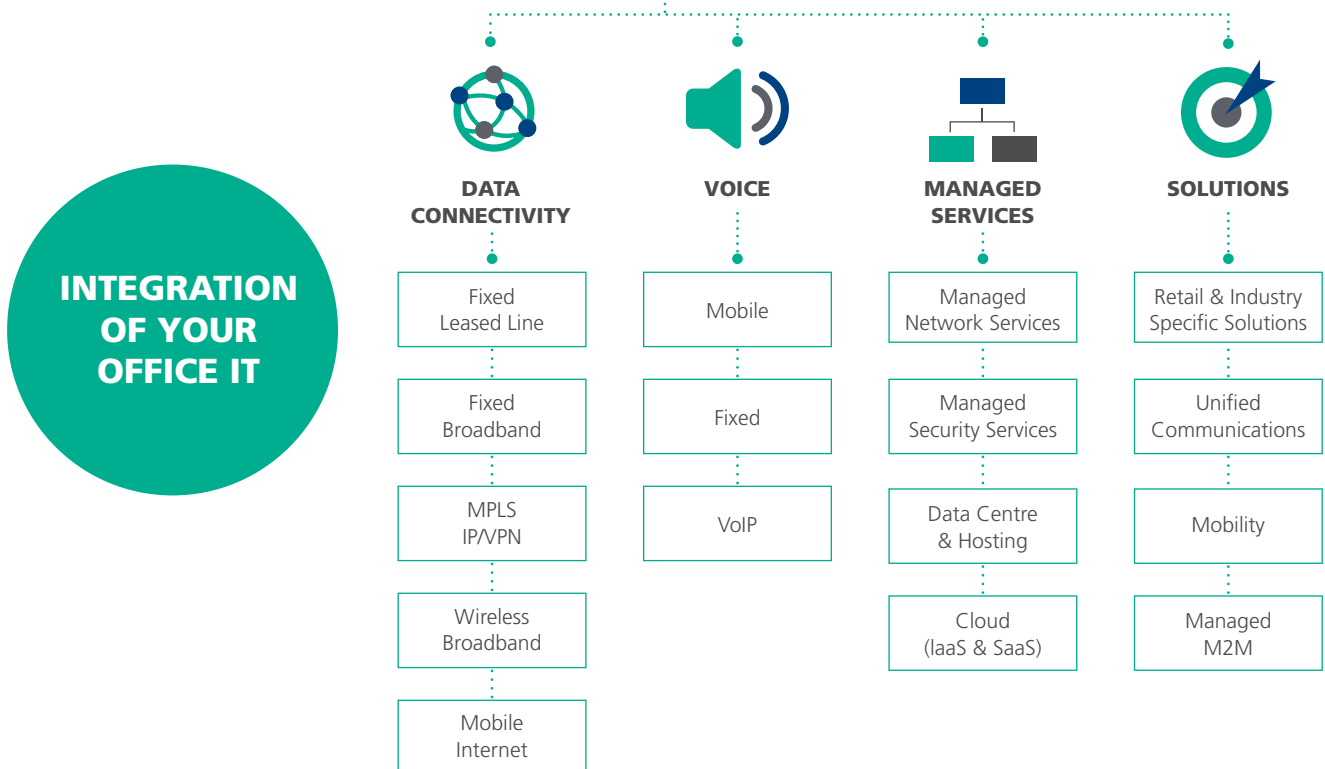 INTEGRATION
OF YOUR
OFFICE IT
DATA
CONNECTIVITY
Fixed
Leased Line
Fixed
Broadband
MPLS
IP/VPN
Wireless
Broadband
Mobile
Internet
VOICE
Mobile
Fixed
VoIP
MANAGED
SERVICES
Managed
Network Services
Managed
Security Services
Data Centre
& Hosting
Cloud
(IaaS & SaaS)
SOLUTIONS
Retail & Industry
Specific Solutions
Unified
Communications
Mobility
Managed
M2M